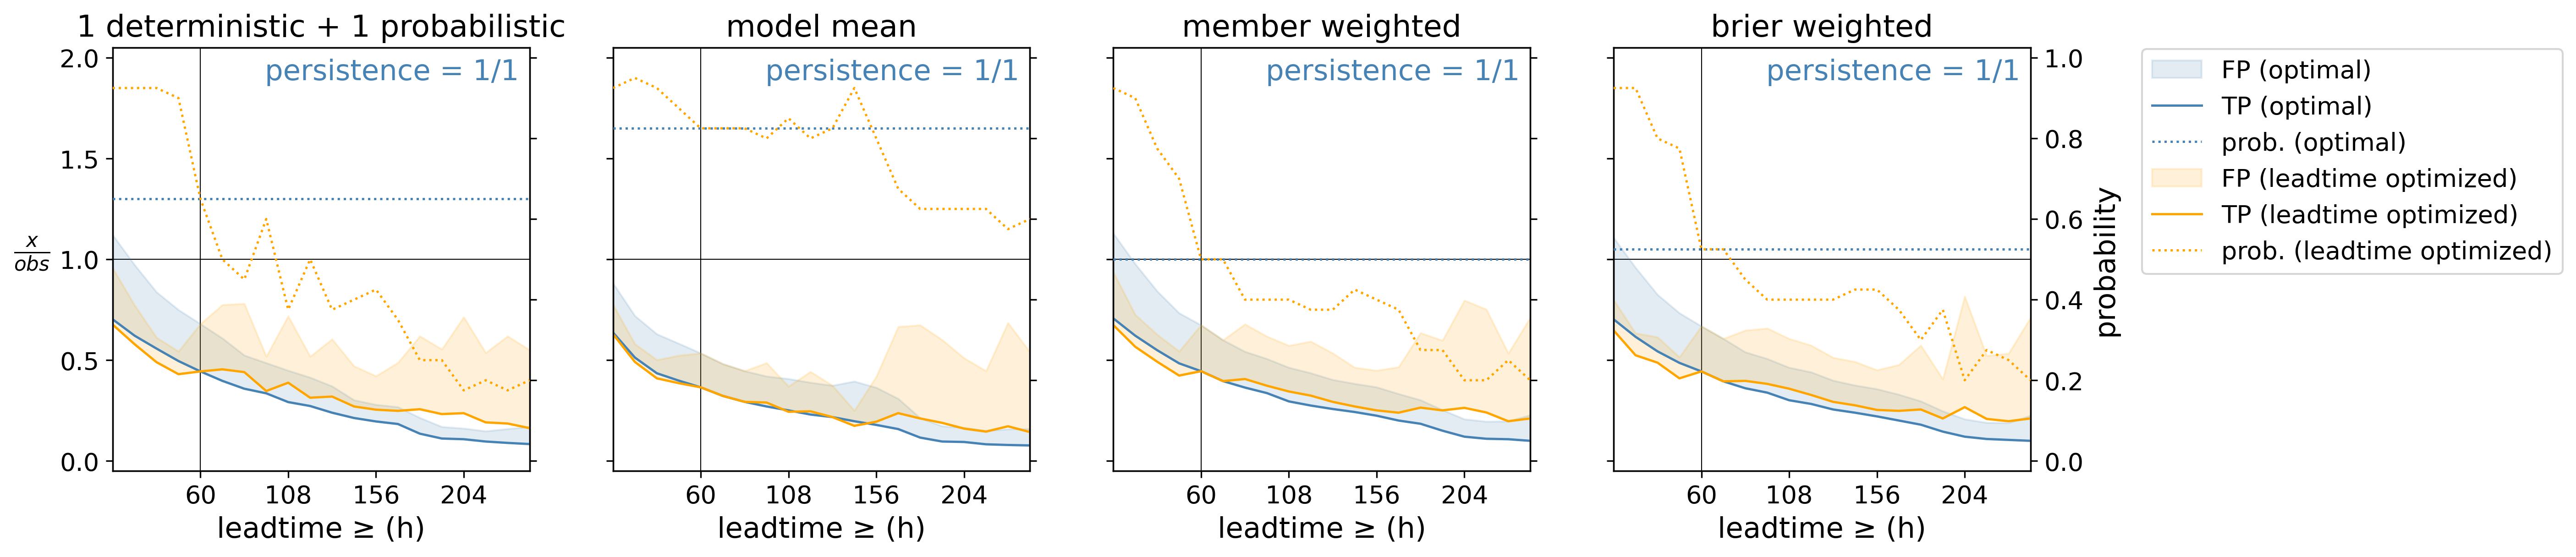 1 deterministic + 1 probabilistic
model mean
member weighted
brier weighted
persistence = 1/1
persistence = 1/1
persistence = 1/1
persistence = 1/1
2.0
1.5
1.0
0.5
0.0
x
obs
60 108 156 204
60 108 156 204
60 108 156 204
60 108 156 204
leadtime ≥ (h)
leadtime ≥ (h)
leadtime ≥ (h)
leadtime ≥ (h)
1.0
0.8
0.6
0.4
0.2
0.0
probability
FP (optimal)
TP (optimal)
prob. (optimal)
FP (leadtime optimized)
TP (leadtime optimized)
prob. (leadtime optimized)